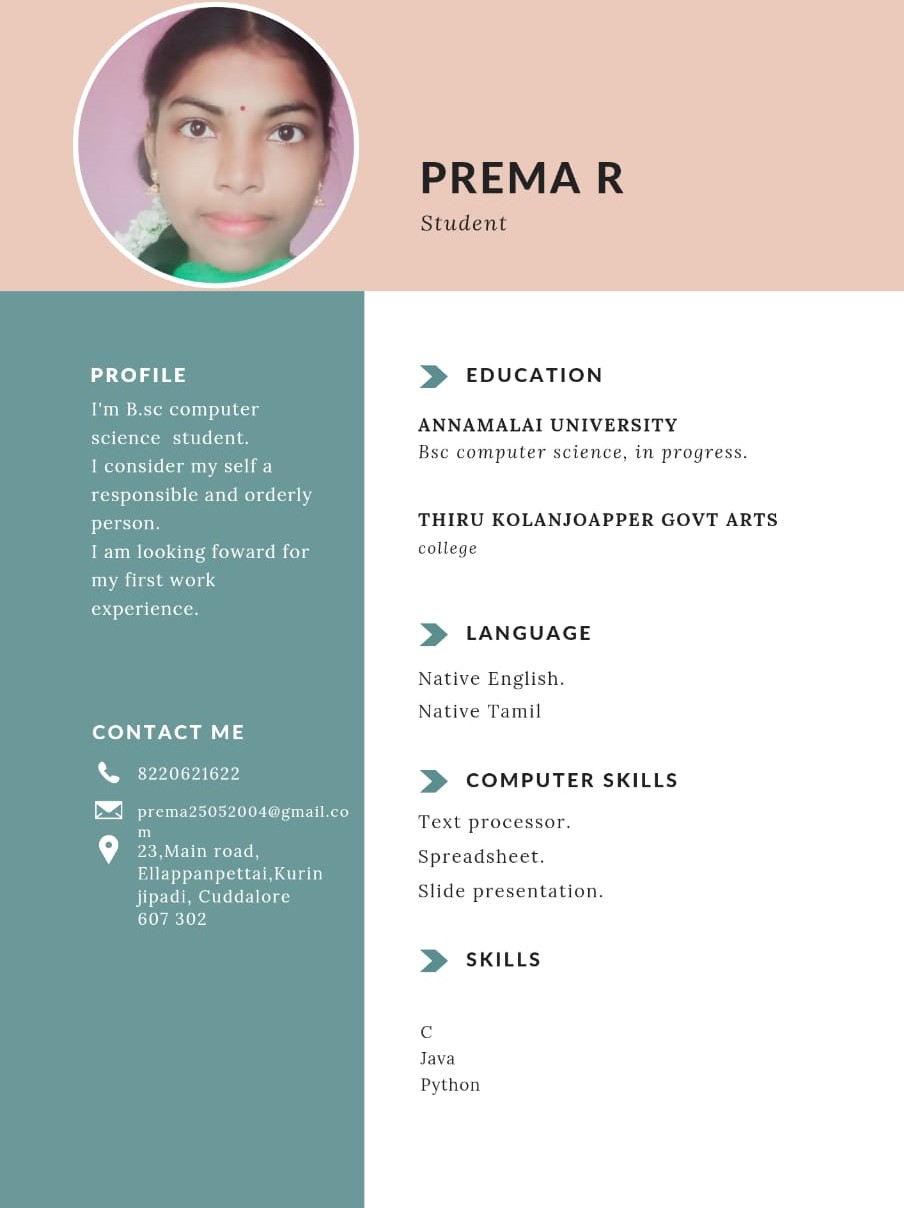 PREMA R
Student
PROFILE
I'm B.sc computer
science  student.
I consider my self a
responsible and orderly
person.
I am looking foward for
my first work
experience.
CONTACT ME
8220621622
prema25052004@gmail.co
m
23,Main road,
Ellappanpettai,Kurin
jipadi, Cuddalore
607 302
EDUCATION
ANNAMALAI UNIVERSITY
Bsc computer science, in progress.
THIRU KOLANJOAPPER GOVT ARTS
college
LANGUAGE
Native English.
Native Tamil
COMPUTER SKILLS
Text processor.
Spreadsheet.
Slide presentation.
SKILLS
C
Java
Python